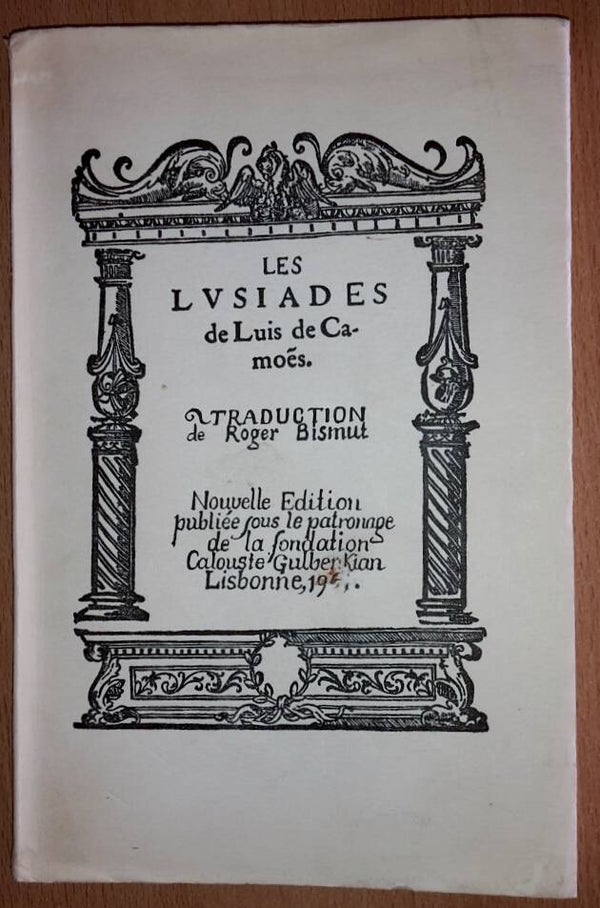 LES
LVSIADES
de Luis de Ca-
moẽs.
TRADUCTION
de Roger Bismut
Nouvelle Edition
publiée sous le patronage
de la fondation
Calouste Gulbenkian
Lisbonne,